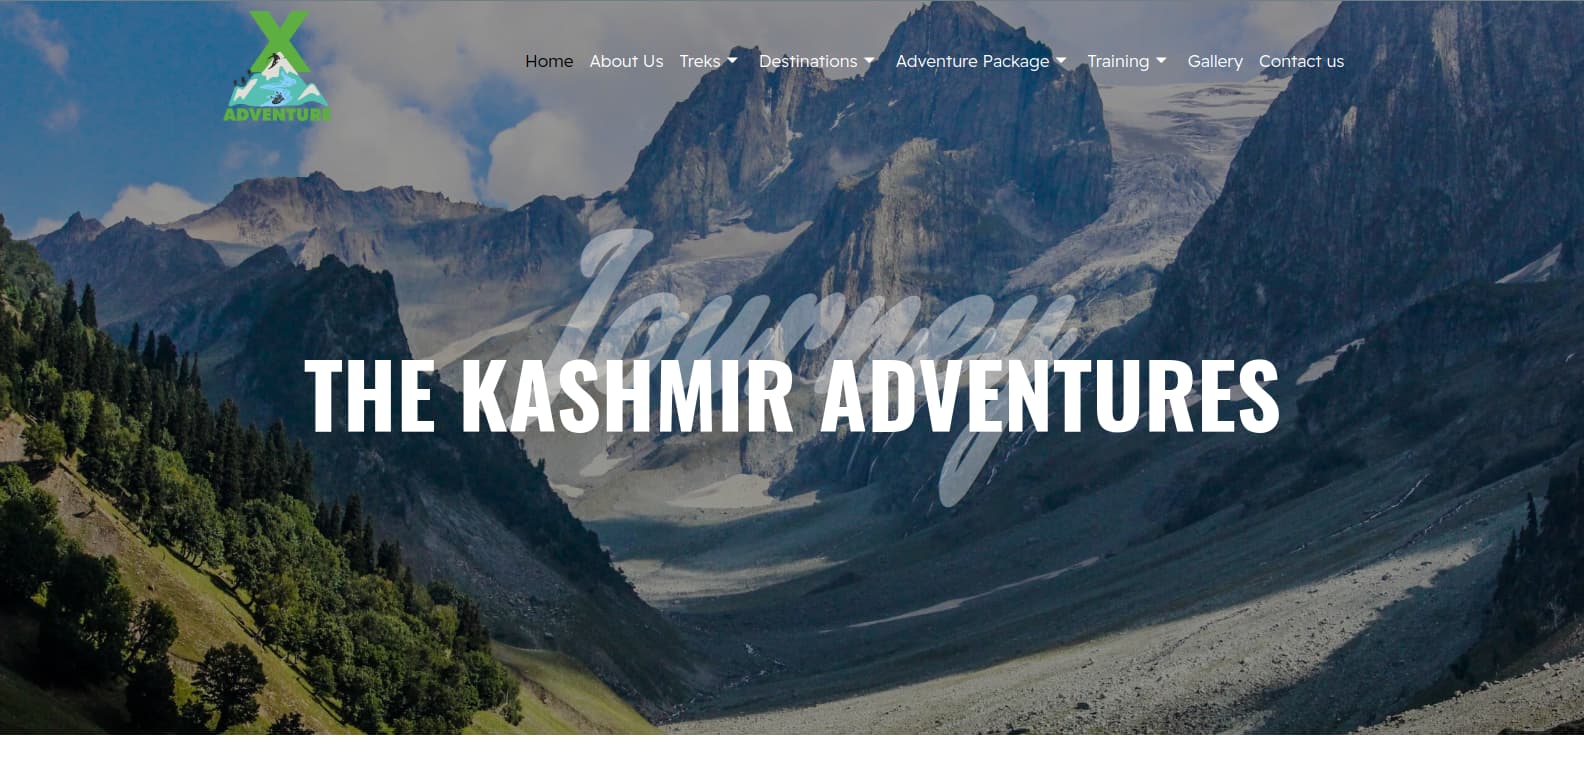 X
ADVENTURE
Home About Us Treks Destinations Adventure Package Training Gallery Contact us
Journey
THE KASHMIR ADVENTURES